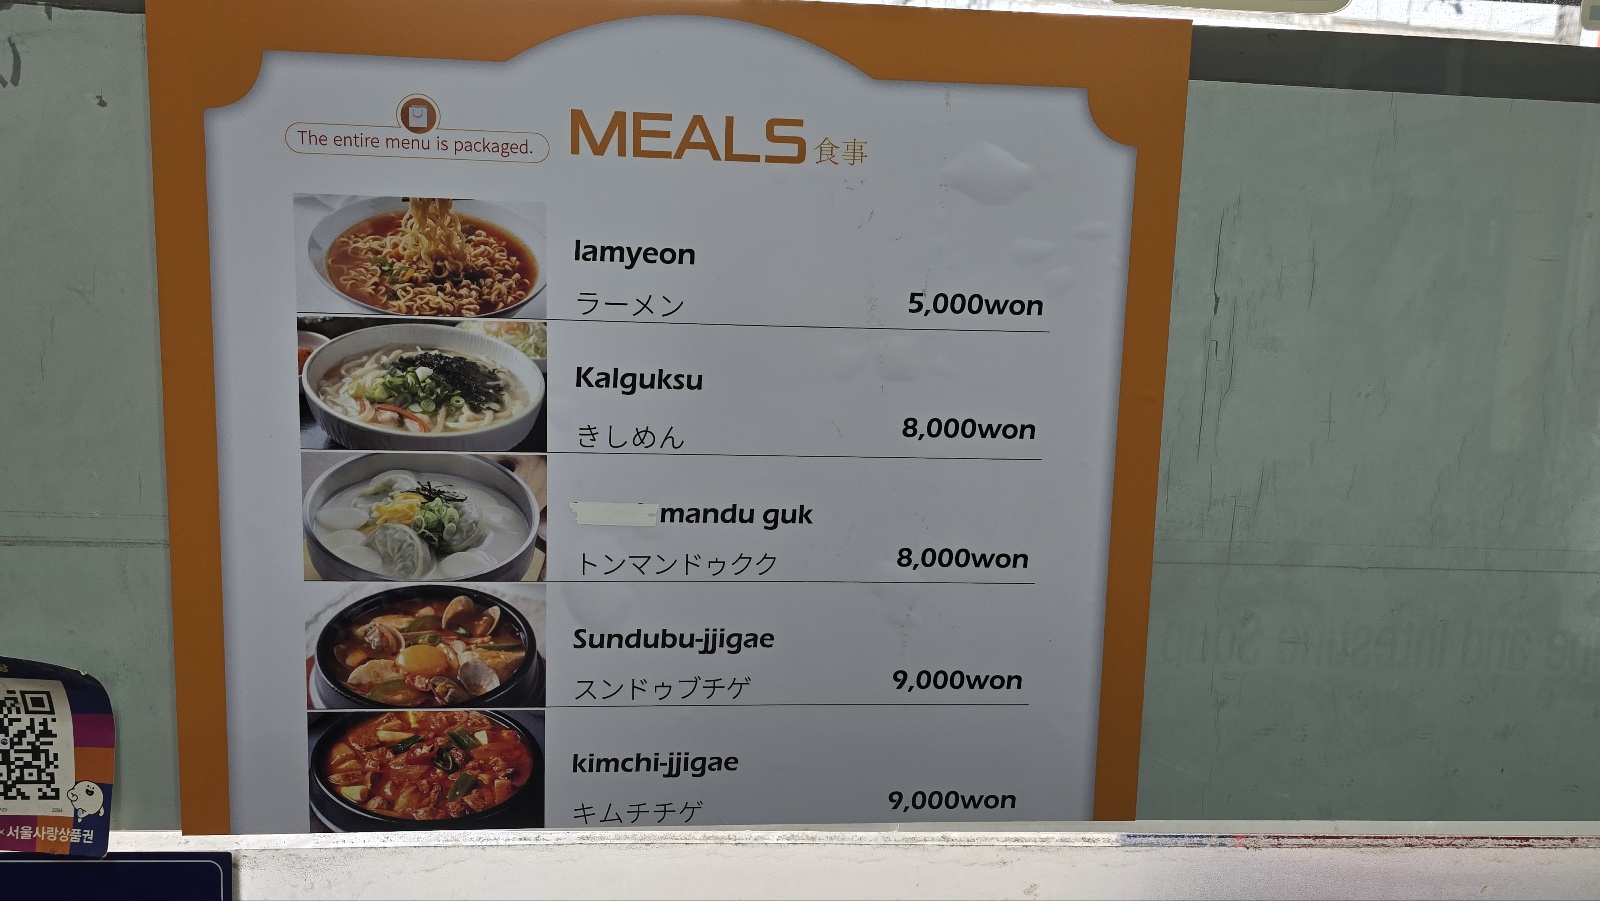 The entire menu is packaged.
MEALS 食事
lamyeon
ラーメン
5,000won
Kalguksu
きしめん
8,000won
mandu guk
トンマンドゥクク
8,000won
Sundubu-jjigae
スンドゥブチゲ
9,000won
kimchi-jjigae
キムチチゲ
9,000won
서울사랑상품권
and intestine